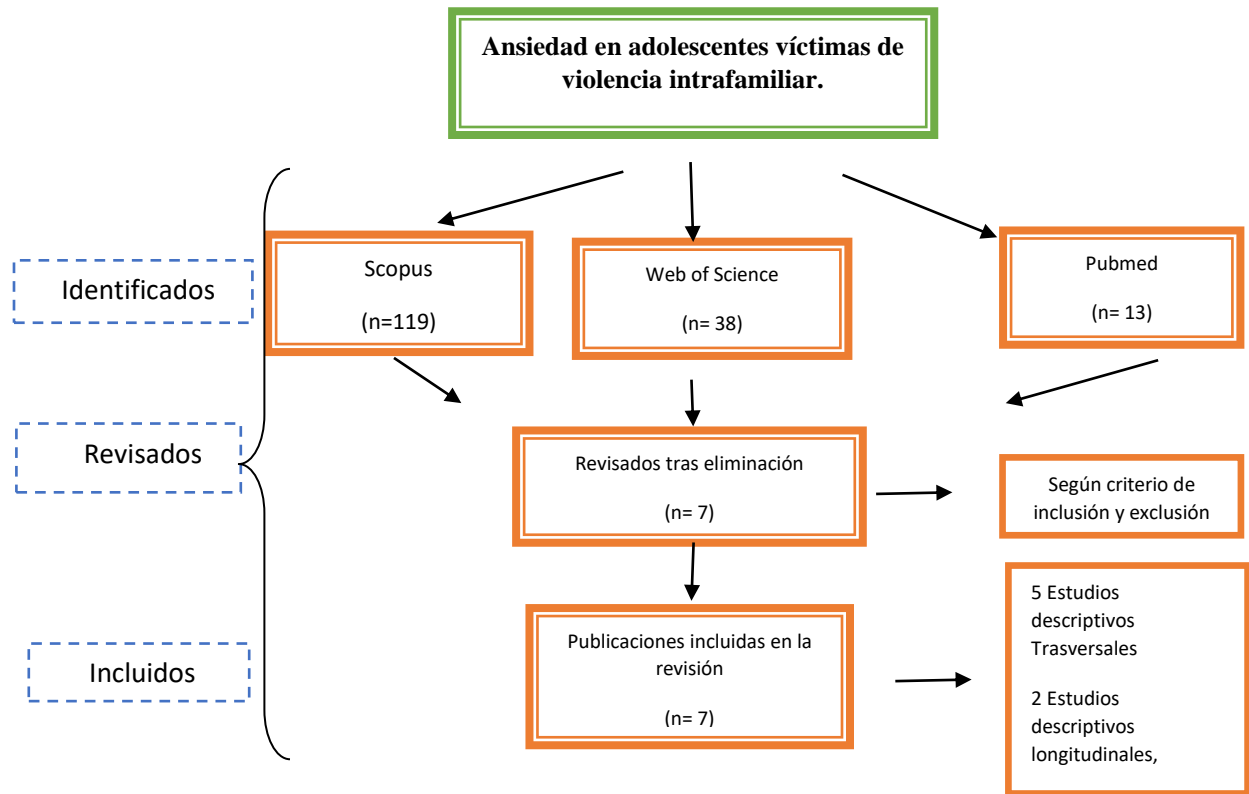 Ansiedad en adolescentes víctimas de
violencia intrafamiliar.
Identificados
Scopus
(n=119)
Web of Science
(n= 38)
Pubmed
(n= 13)
Revisados
Revisados tras eliminación
(n= 7)
Según criterio de
inclusión y exclusión
Incluidos
Publicaciones incluidas en la
revisión
(n= 7)
5 Estudios
descriptivos
Trasversales
2 Estudios
descriptivos
longitudinales,